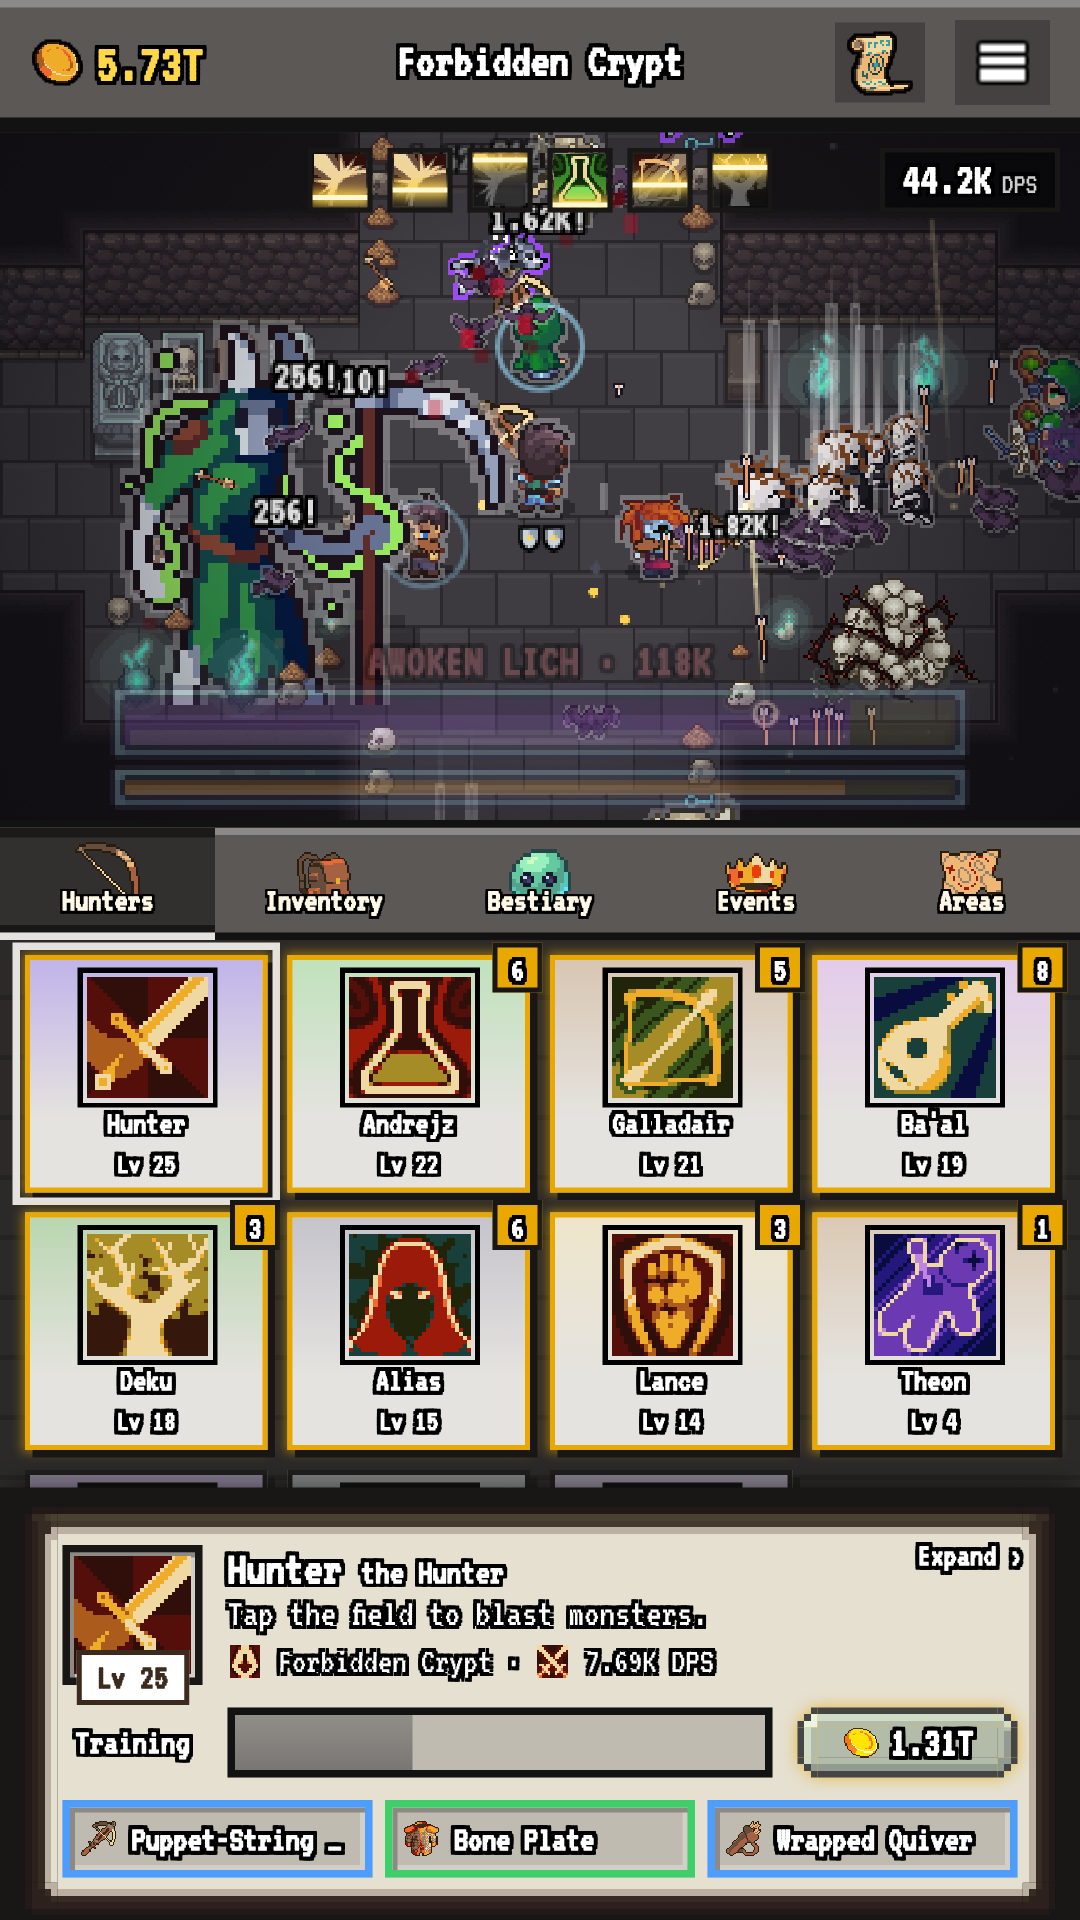 5.73T
Forbidden Crypt
44.2K DPS
1.62K!
256!
10!
256!
1.82K!
AWOKEN LICH · 118K
Hunters
Inventory
Bestiary
Events
Areas
6
5
8
Hunter
Andrejz
Galladair
Ba'al
Lv 25
Lv 22
Lv 21
Lv 19
3
6
3
1
Deku
Alias
Lance
Theon
Lv 18
Lv 15
Lv 14
Lv 4
Expand ›
Hunter the Hunter
Tap the field to blast monsters.
Forbidden Crypt · 7.69K DPS
Lv 25
Training
1.31T
Puppet-String …
Bone Plate
Wrapped Quiver